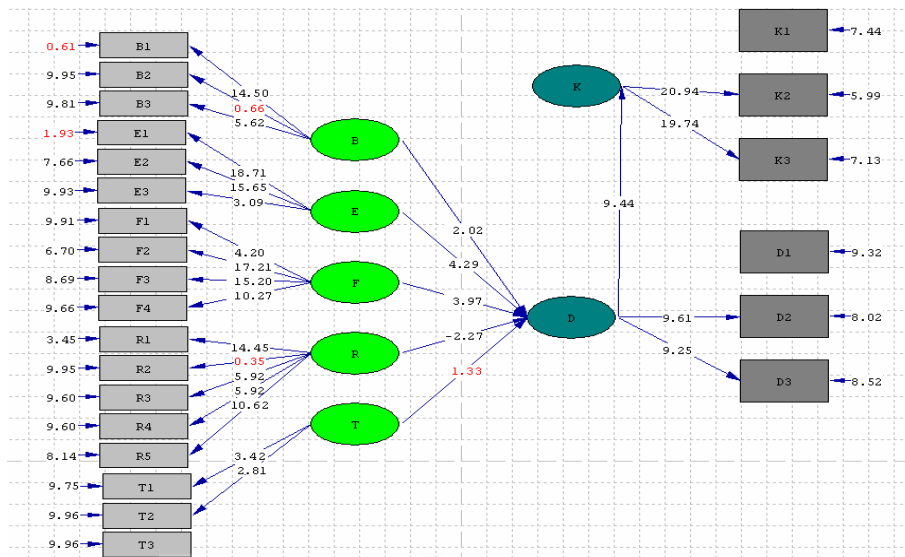 0.61 B1
9.95 B2
9.81 B3
1.93 E1
7.66 E2
9.93 E3
9.91 F1
6.70 F2
8.69 F3
9.66 F4
3.45 R1
9.95 R2
9.60 R3
9.60 R4
8.14 R5
9.75 T1
9.96 T2
9.96 T3
14.50
0.66
5.62
18.71
15.65
3.09
4.20
17.21
15.20
10.27
14.45
0.35
5.92
5.92
10.62
3.42
2.81
B
E
F
R
T
2.02
4.29
3.97
-2.27
1.33
K
9.44
D
20.94
19.74
9.61
9.25
K1 7.44
K2 5.99
K3 7.13
D1 9.32
D2 8.02
D3 8.52